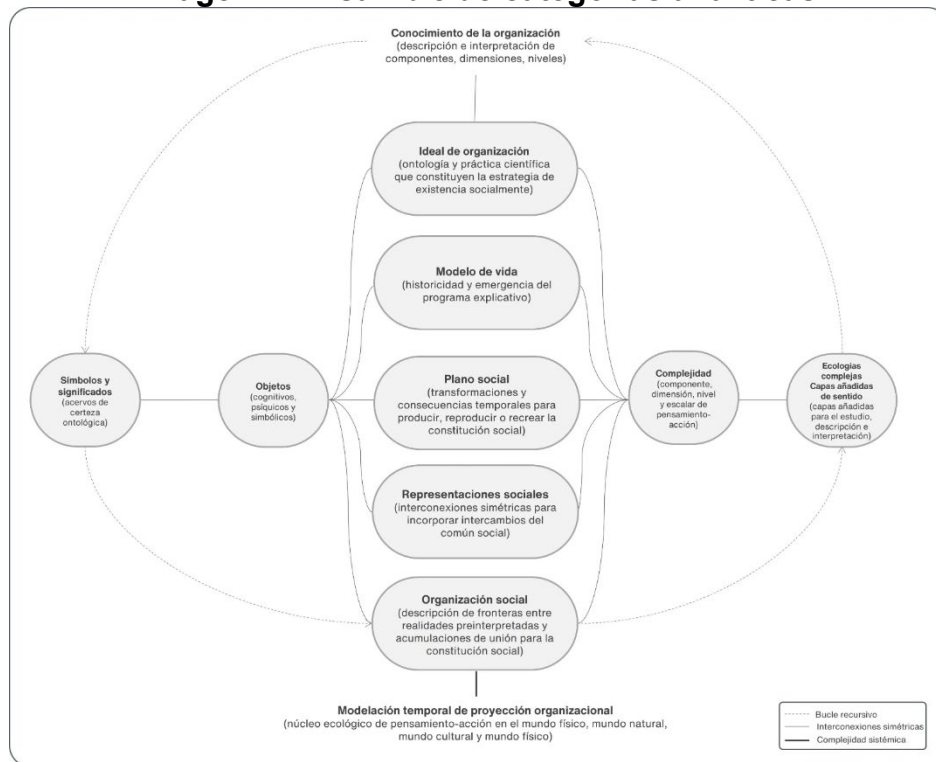 Conocimiento de la organización
(descripción e interpretación de
componentes, dimensiones, niveles)
Ideal de organización
(ontología y práctica científica
que constituyen la estrategia de
existencia socialmente)
Modelo de vida
(historicidad y emergencia del
programa explicativo)
Símbolos y
significados
(acervos de
certeza
ontológica)
Objetos
(cognitivos,
psíquicos y
simbólicos)
Plano social
(transformaciones y
consecuencias temporales para
producir, reproducir o recrear la
constitución social)
Complejidad
(componente,
dimensión, nivel
y escalar de
pensamiento-
acción)
Ecologías
complejas
Capas añadidas
de sentido
(capas añadidas
para el estudio,
descripción e
interpretación)
Representaciones sociales
(interconexiones simétricas para
incorporar intercambios del
común social)
Organización social
(descripción de fronteras entre
realidades preinterpretadas y
acumulaciones de unión para la
constitución social)
Modelación temporal de proyección organizacional
(núcleo ecológico de pensamiento-acción en el mundo físico, mundo natural,
mundo cultural y mundo físico)
Bucle recursivo
Interconexiones simétricas
Complejidad sistémica